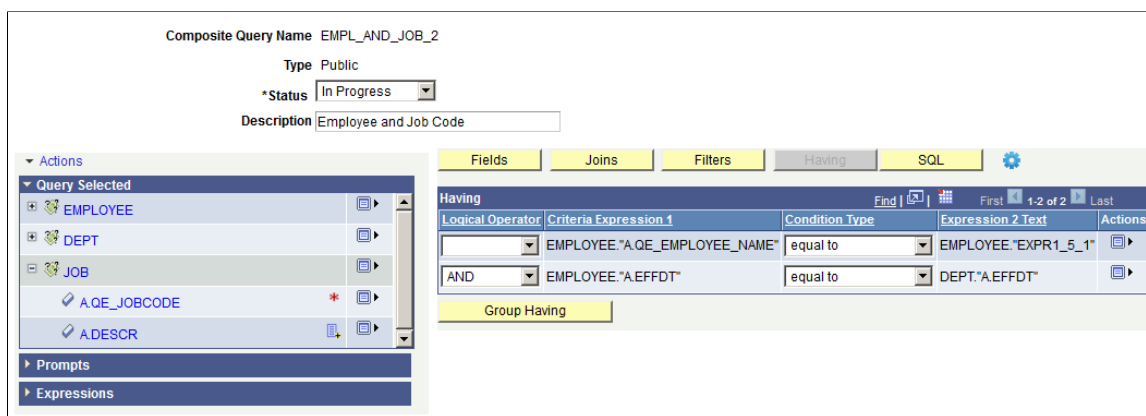 Composite Query Name EMPL_AND_JOB_2
Type Public
*Status In Progress
Description Employee and Job Code
Actions
Query Selected
EMPLOYEE
DEPT
JOB
A.QE_JOBCODE *
A.DESCR
Prompts
Expressions
Fields Joins Filters Having SQL
Having Find | | First 1-2 of 2 Last
Logical Operator Criteria Expression 1 Condition Type Expression 2 Text Actions
EMPLOYEE."A.QE_EMPLOYEE_NAME" equal to EMPLOYEE."EXPR1_5_1"
AND EMPLOYEE."A.EFFDT" equal to DEPT."A.EFFDT"
Group Having